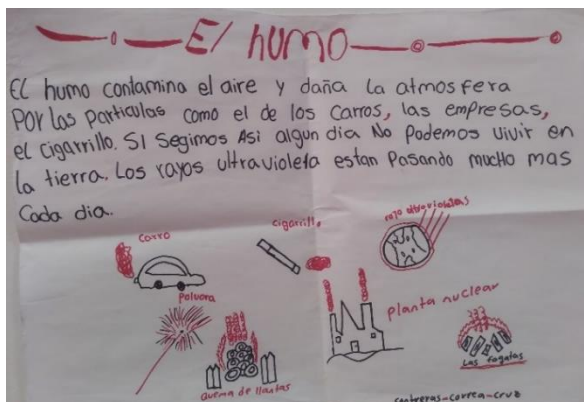 El humo
El humo contamina el aire y daña la atmosfera
Por las particulas como el de los carros, las empresas,
el cigarrillo. SI segimos Asi algun dia No Podemos vivir en
la tierra. Los rayos ultravioleta estan Pasando mucho mas
Cada dia.
carro
cigarrillo
rayo ultravioletas
Polvora
planta nuclear
Quema de llantas
Las fogatas
contreras-correa-cruz